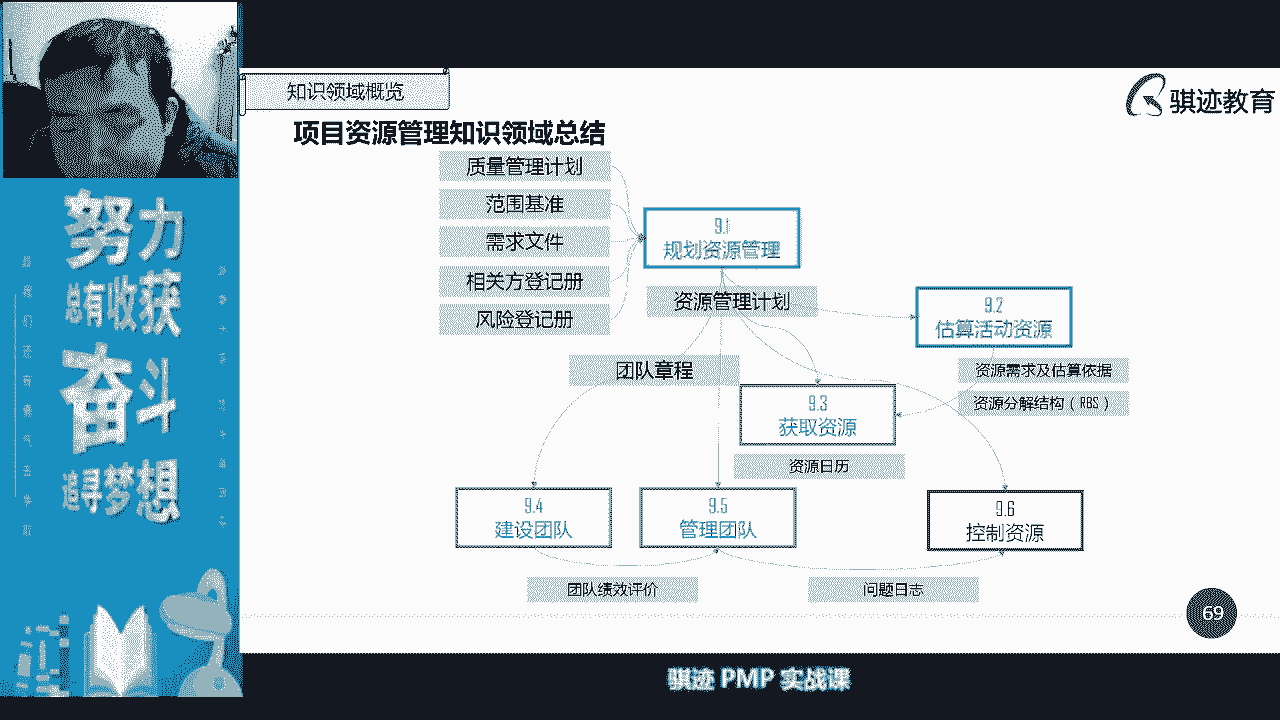 知识领域概览
骐迹教育
项目资源管理知识领域总结
质量管理计划
范围基准
需求文件
相关方登记册
风险登记册
9.1
规划资源管理
资源管理计划
9.2
估算活动资源
资源需求及估算依据
资源分解结构（RBS）
团队章程
9.3
获取资源
资源日历
9.4
建设团队
9.5
管理团队
9.6
控制资源
团队绩效评价
问题日志
69
努力
总有收获
奋斗
追寻梦想
骐迹 PMP 实战课